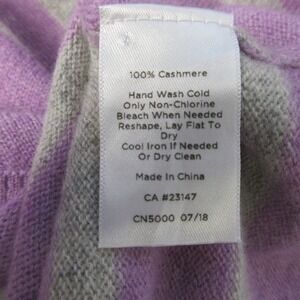 100% Cashmere
Hand Wash Cold
Only Non-Chlorine
Bleach When Needed
Reshape, Lay Flat To
Dry
Cool Iron If Needed
Or Dry Clean
Made In China
CA #23147
CN5000 07/18